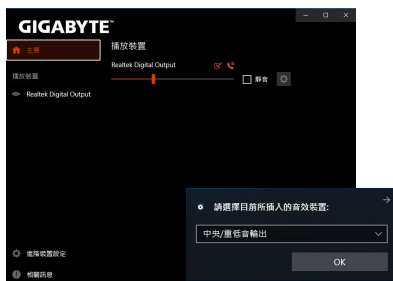 GIGABYTE™
主要
播放裝置
Realtek Digital Output
播放裝置
Realtek Digital Output
靜音
進階裝置設定
相關訊息
請選擇目前所插入的音效裝置:
中央/重低音輸出
OK